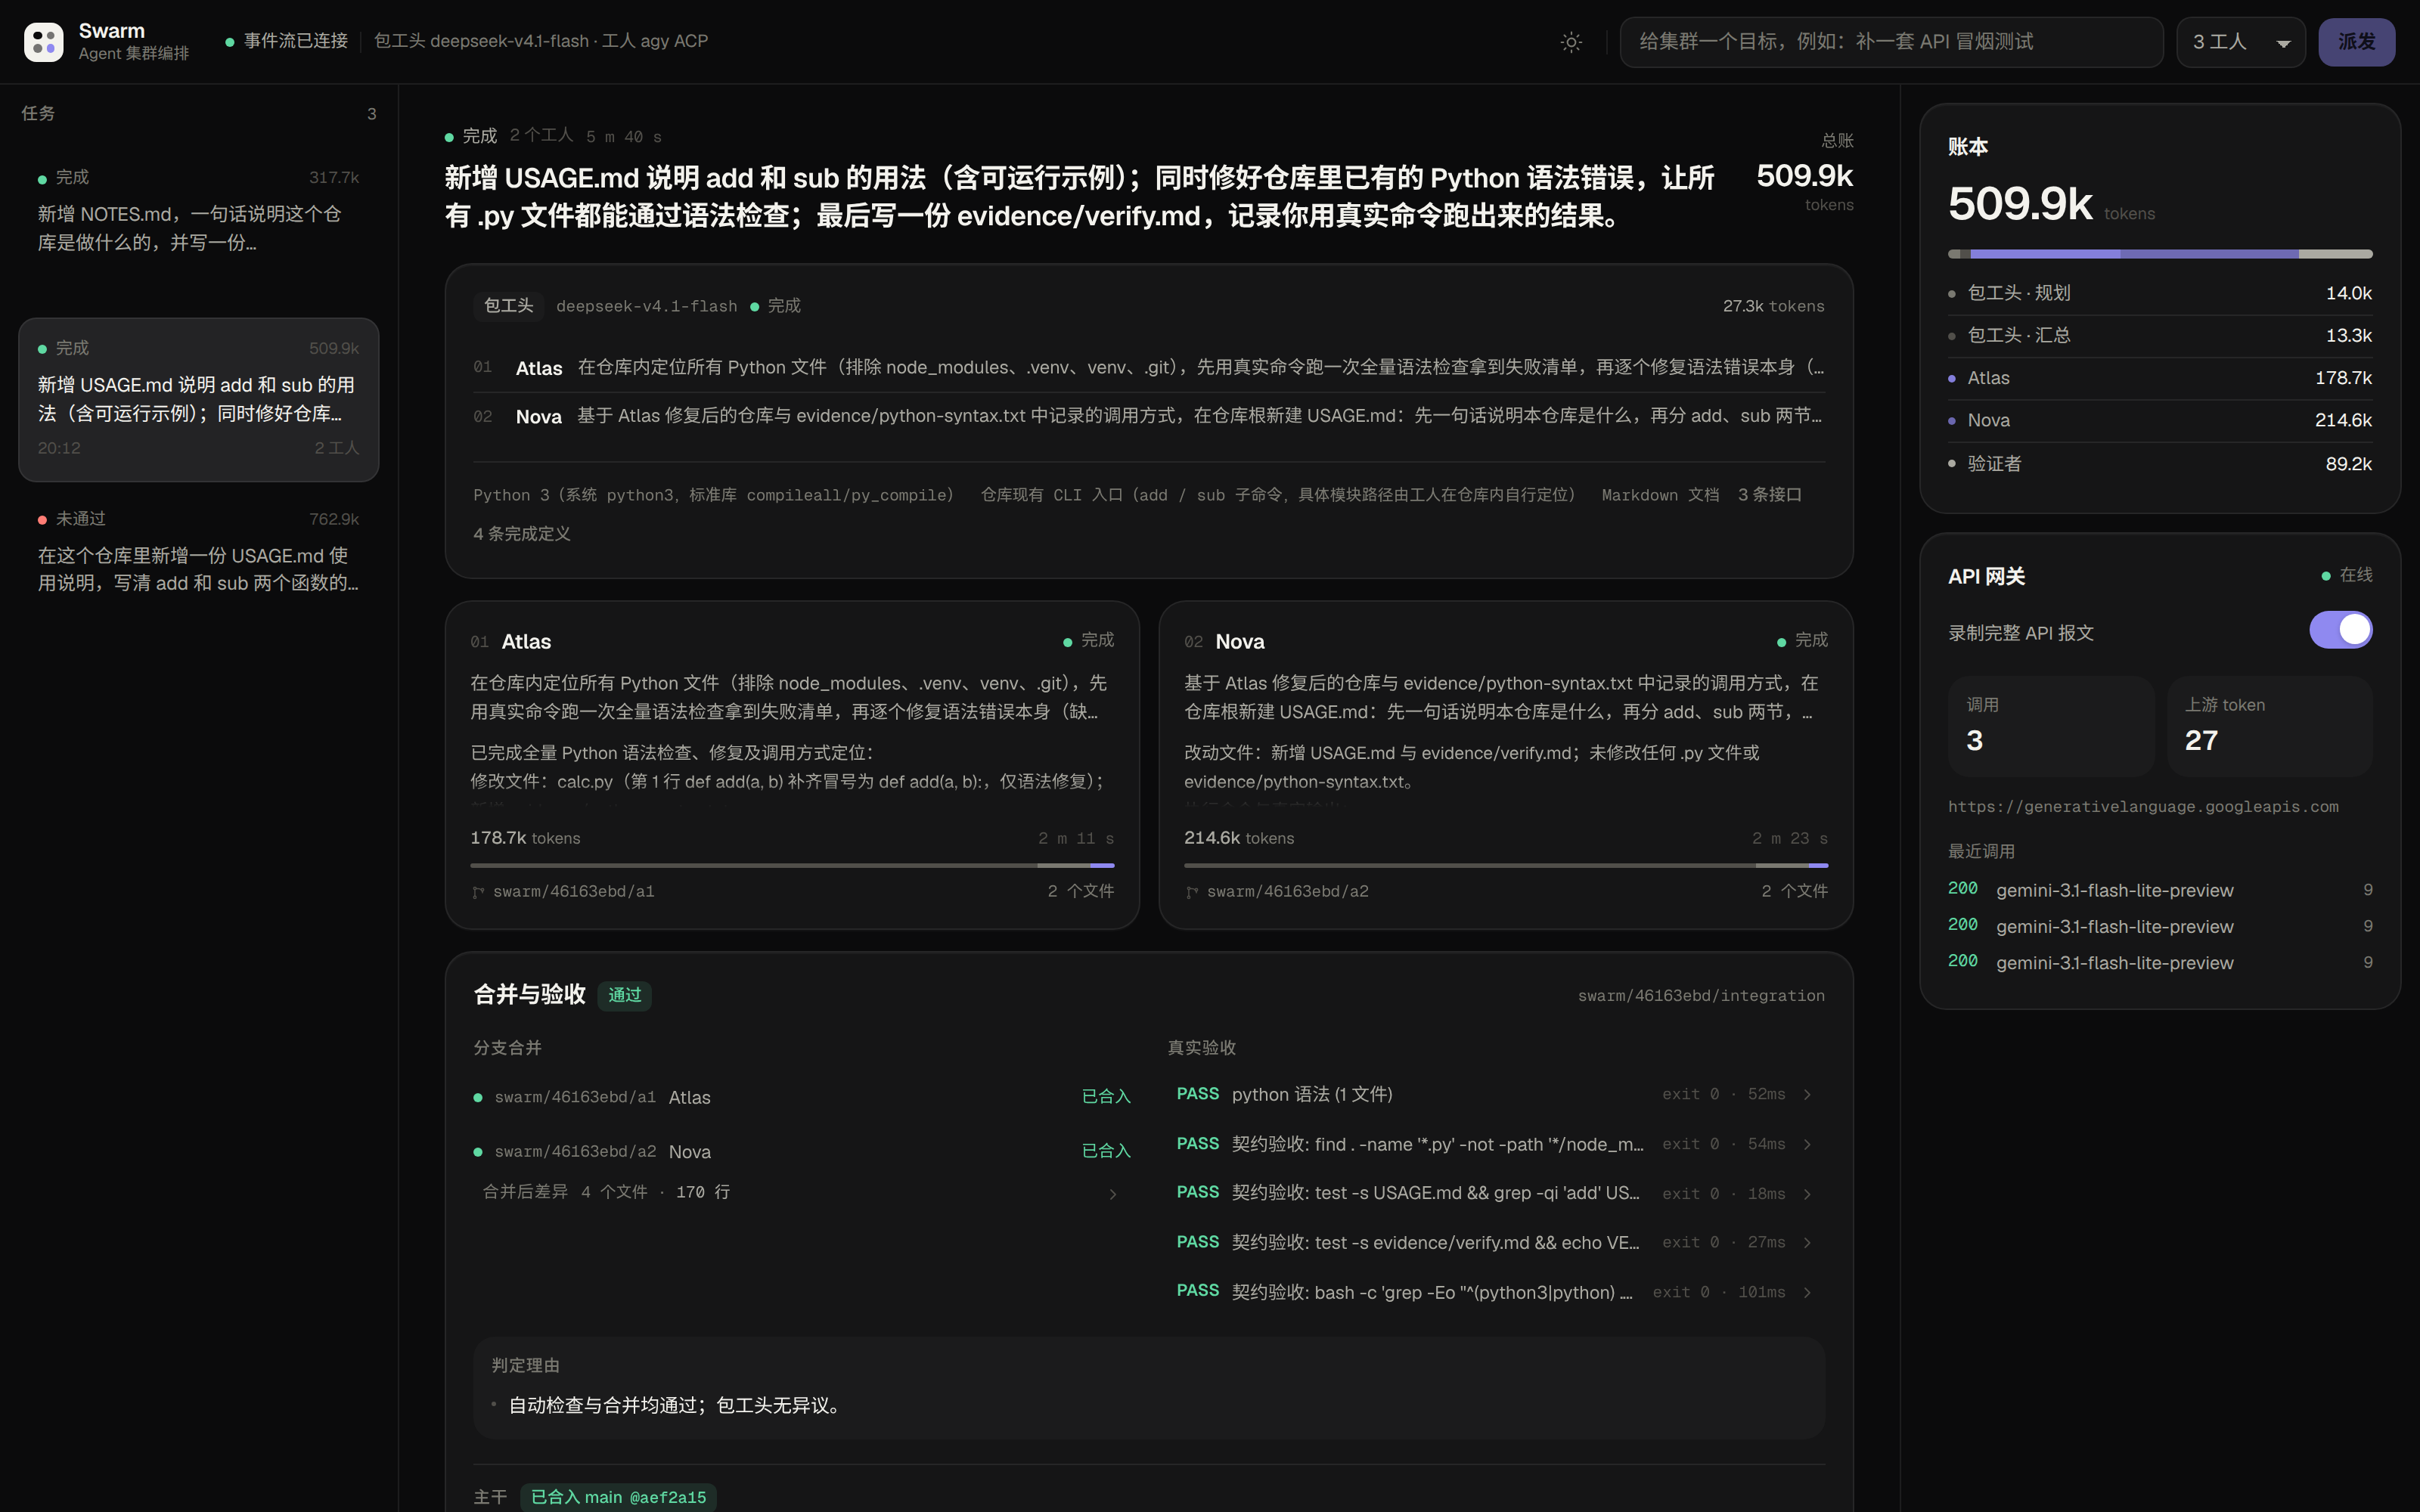 Swarm
Agent 集群编排
事件流已连接
包工头 deepseek-v4.1-flash · 工人 agy ACP
给集群一个目标，例如：补一套 API 冒烟测试
3 工人
派发
任务
3
完成
317.7k
新增 NOTES.md，一句话说明这个仓
库是做什么的，并写一份…
完成
509.9k
新增 USAGE.md 说明 add 和 sub 的用
法（含可运行示例）；同时修好仓库…
20:12
2 工人
未通过
762.9k
在这个仓库里新增一份 USAGE.md 使
用说明，写清 add 和 sub 两个函数的…
完成 2 个工人 5 m 40 s
新增 USAGE.md 说明 add 和 sub 的用法（含可运行示例）；同时修好仓库里已有的 Python 语法错误，让所
有 .py 文件都能通过语法检查；最后写一份 evidence/verify.md，记录你用真实命令跑出来的结果。
总账
509.9k
tokens
包工头 deepseek-v4.1-flash 完成
27.3k tokens
01 Atlas 在仓库内定位所有 Python 文件（排除 node_modules、.venv、venv、.git），先用真实命令跑一次全量语法检查拿到失败清单，再逐个修复语法错误本身（…
02 Nova 基于 Atlas 修复后的仓库与 evidence/python-syntax.txt 中记录的调用方式，在仓库根新建 USAGE.md：先一句话说明本仓库是什么，再分 add、sub 两节…
Python 3（系统 python3，标准库 compileall/py_compile） 仓库现有 CLI 入口（add / sub 子命令，具体模块路径由工人在仓库内自行定位） Markdown 文档 3 条接口
4 条完成定义
01 Atlas
完成
在仓库内定位所有 Python 文件（排除 node_modules、.venv、venv、.git），先
用真实命令跑一次全量语法检查拿到失败清单，再逐个修复语法错误本身（缺…
已完成全量 Python 语法检查、修复及调用方式定位：
修改文件：calc.py（第 1 行 def add(a, b) 补齐冒号为 def add(a, b):，仅语法修复）；
178.7k tokens
2 m 11 s
swarm/46163ebd/a1
2 个文件
02 Nova
完成
基于 Atlas 修复后的仓库与 evidence/python-syntax.txt 中记录的调用方式，在
仓库根新建 USAGE.md：先一句话说明本仓库是什么，再分 add、sub 两节，…
改动文件：新增 USAGE.md 与 evidence/verify.md；未修改任何 .py 文件或
evidence/python-syntax.txt。
214.6k tokens
2 m 23 s
swarm/46163ebd/a2
2 个文件
合并与验收 通过
swarm/46163ebd/integration
分支合并
swarm/46163ebd/a1 Atlas
已合入
swarm/46163ebd/a2 Nova
已合入
合并后差异 4 个文件 · 170 行
真实验收
PASS python 语法 (1 文件) exit 0 · 52ms
PASS 契约验收: find . -name '*.py' -not -path '*/node_m… exit 0 · 54ms
PASS 契约验收: test -s USAGE.md && grep -qi 'add' US… exit 0 · 18ms
PASS 契约验收: test -s evidence/verify.md && echo VE… exit 0 · 27ms
PASS 契约验收: bash -c 'grep -Eo "^(python3|python) .… exit 0 · 101ms
判定理由
• 自动检查与合并均通过；包工头无异议。
主干 已合入 main @aef2a15
账本
509.9k tokens
包工头 · 规划 14.0k
包工头 · 汇总 13.3k
Atlas 178.7k
Nova 214.6k
验证者 89.2k
API 网关
在线
录制完整 API 报文
调用
3
上游 token
27
https://generativelanguage.googleapis.com
最近调用
200 gemini-3.1-flash-lite-preview 9
200 gemini-3.1-flash-lite-preview 9
200 gemini-3.1-flash-lite-preview 9